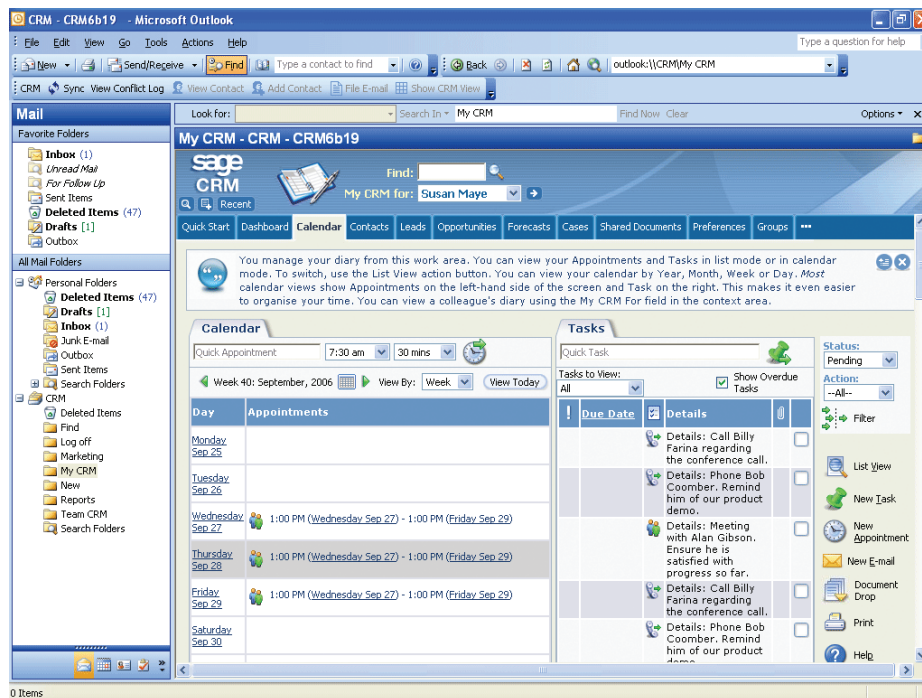 CRM - CRM6b19 - Microsoft Outlook
File Edit View Go Tools Actions Help
Type a question for help
New Send/Receive Find Type a contact to find Back outlook:\\CRM\My CRM
CRM Sync View Conflict Log View Contact Add Contact File E-mail Show CRM View
Mail
Favorite Folders
Inbox (1)
Unread Mail
For Follow Up
Sent Items
Deleted Items (47)
Drafts [1]
Outbox
All Mail Folders
Personal Folders
Deleted Items (47)
Drafts [1]
Inbox (1)
Junk E-mail
Outbox
Sent Items
Search Folders
CRM
Deleted Items
Find
Log off
Marketing
My CRM
New
Reports
Team CRM
Search Folders
Look for: Search In My CRM Find Now Clear Options
My CRM - CRM - CRM6b19
sage
CRM
Recent
Find:
My CRM for: Susan Maye
Quick Start Dashboard Calendar Contacts Leads Opportunities Forecasts Cases Shared Documents Preferences Groups
You manage your diary from this work area. You can view your Appointments and Tasks in list mode or in calendar
mode. To switch, use the List View action button. You can view your calendar by Year, Month, Week or Day. Most
calendar views show Appointments on the left-hand side of the screen and Task on the right. This makes it even easier
to organise your time. You can view a colleague's diary using the My CRM For field in the context area.
Calendar
Quick Appointment 7:30 am 30 mins
Week 40: September, 2006 View By: Week View Today
Day Appointments
Monday
Sep 25
Tuesday
Sep 26
Wednesday
Sep 27
1:00 PM (Wednesday Sep 27) - 1:00 PM (Friday Sep 29)
Thursday
Sep 28
1:00 PM (Wednesday Sep 27) - 1:00 PM (Friday Sep 29)
Friday
Sep 29
1:00 PM (Wednesday Sep 27) - 1:00 PM (Friday Sep 29)
Saturday
Sep 30
Tasks
Quick Task
Tasks to View:
All
Show Overdue
Tasks
! Due Date Details
Details: Call Billy
Farina regarding
the conference call.
Details: Phone Bob
Coomber. Remind
him of our product
demo.
Details: Meeting
with Alan Gibson.
Ensure he is
satisfied with
progress so far.
Details: Call Billy
Farina regarding
the conference call.
Details: Phone Bob
Coomber. Remind
him of our product
demo
Status:
Pending
Action:
--All--
Filter
List View
New Task
New
Appointment
New E-mail
Document
Drop
Print
Help
0 Items